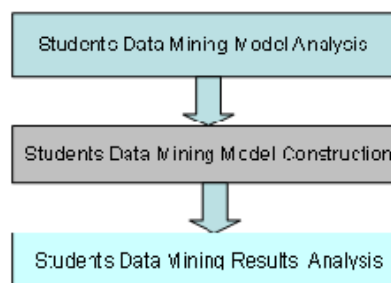 Students Data Mining Model Analysis
Students Data Mining Model Construction
Students Data Mining Results Analysis